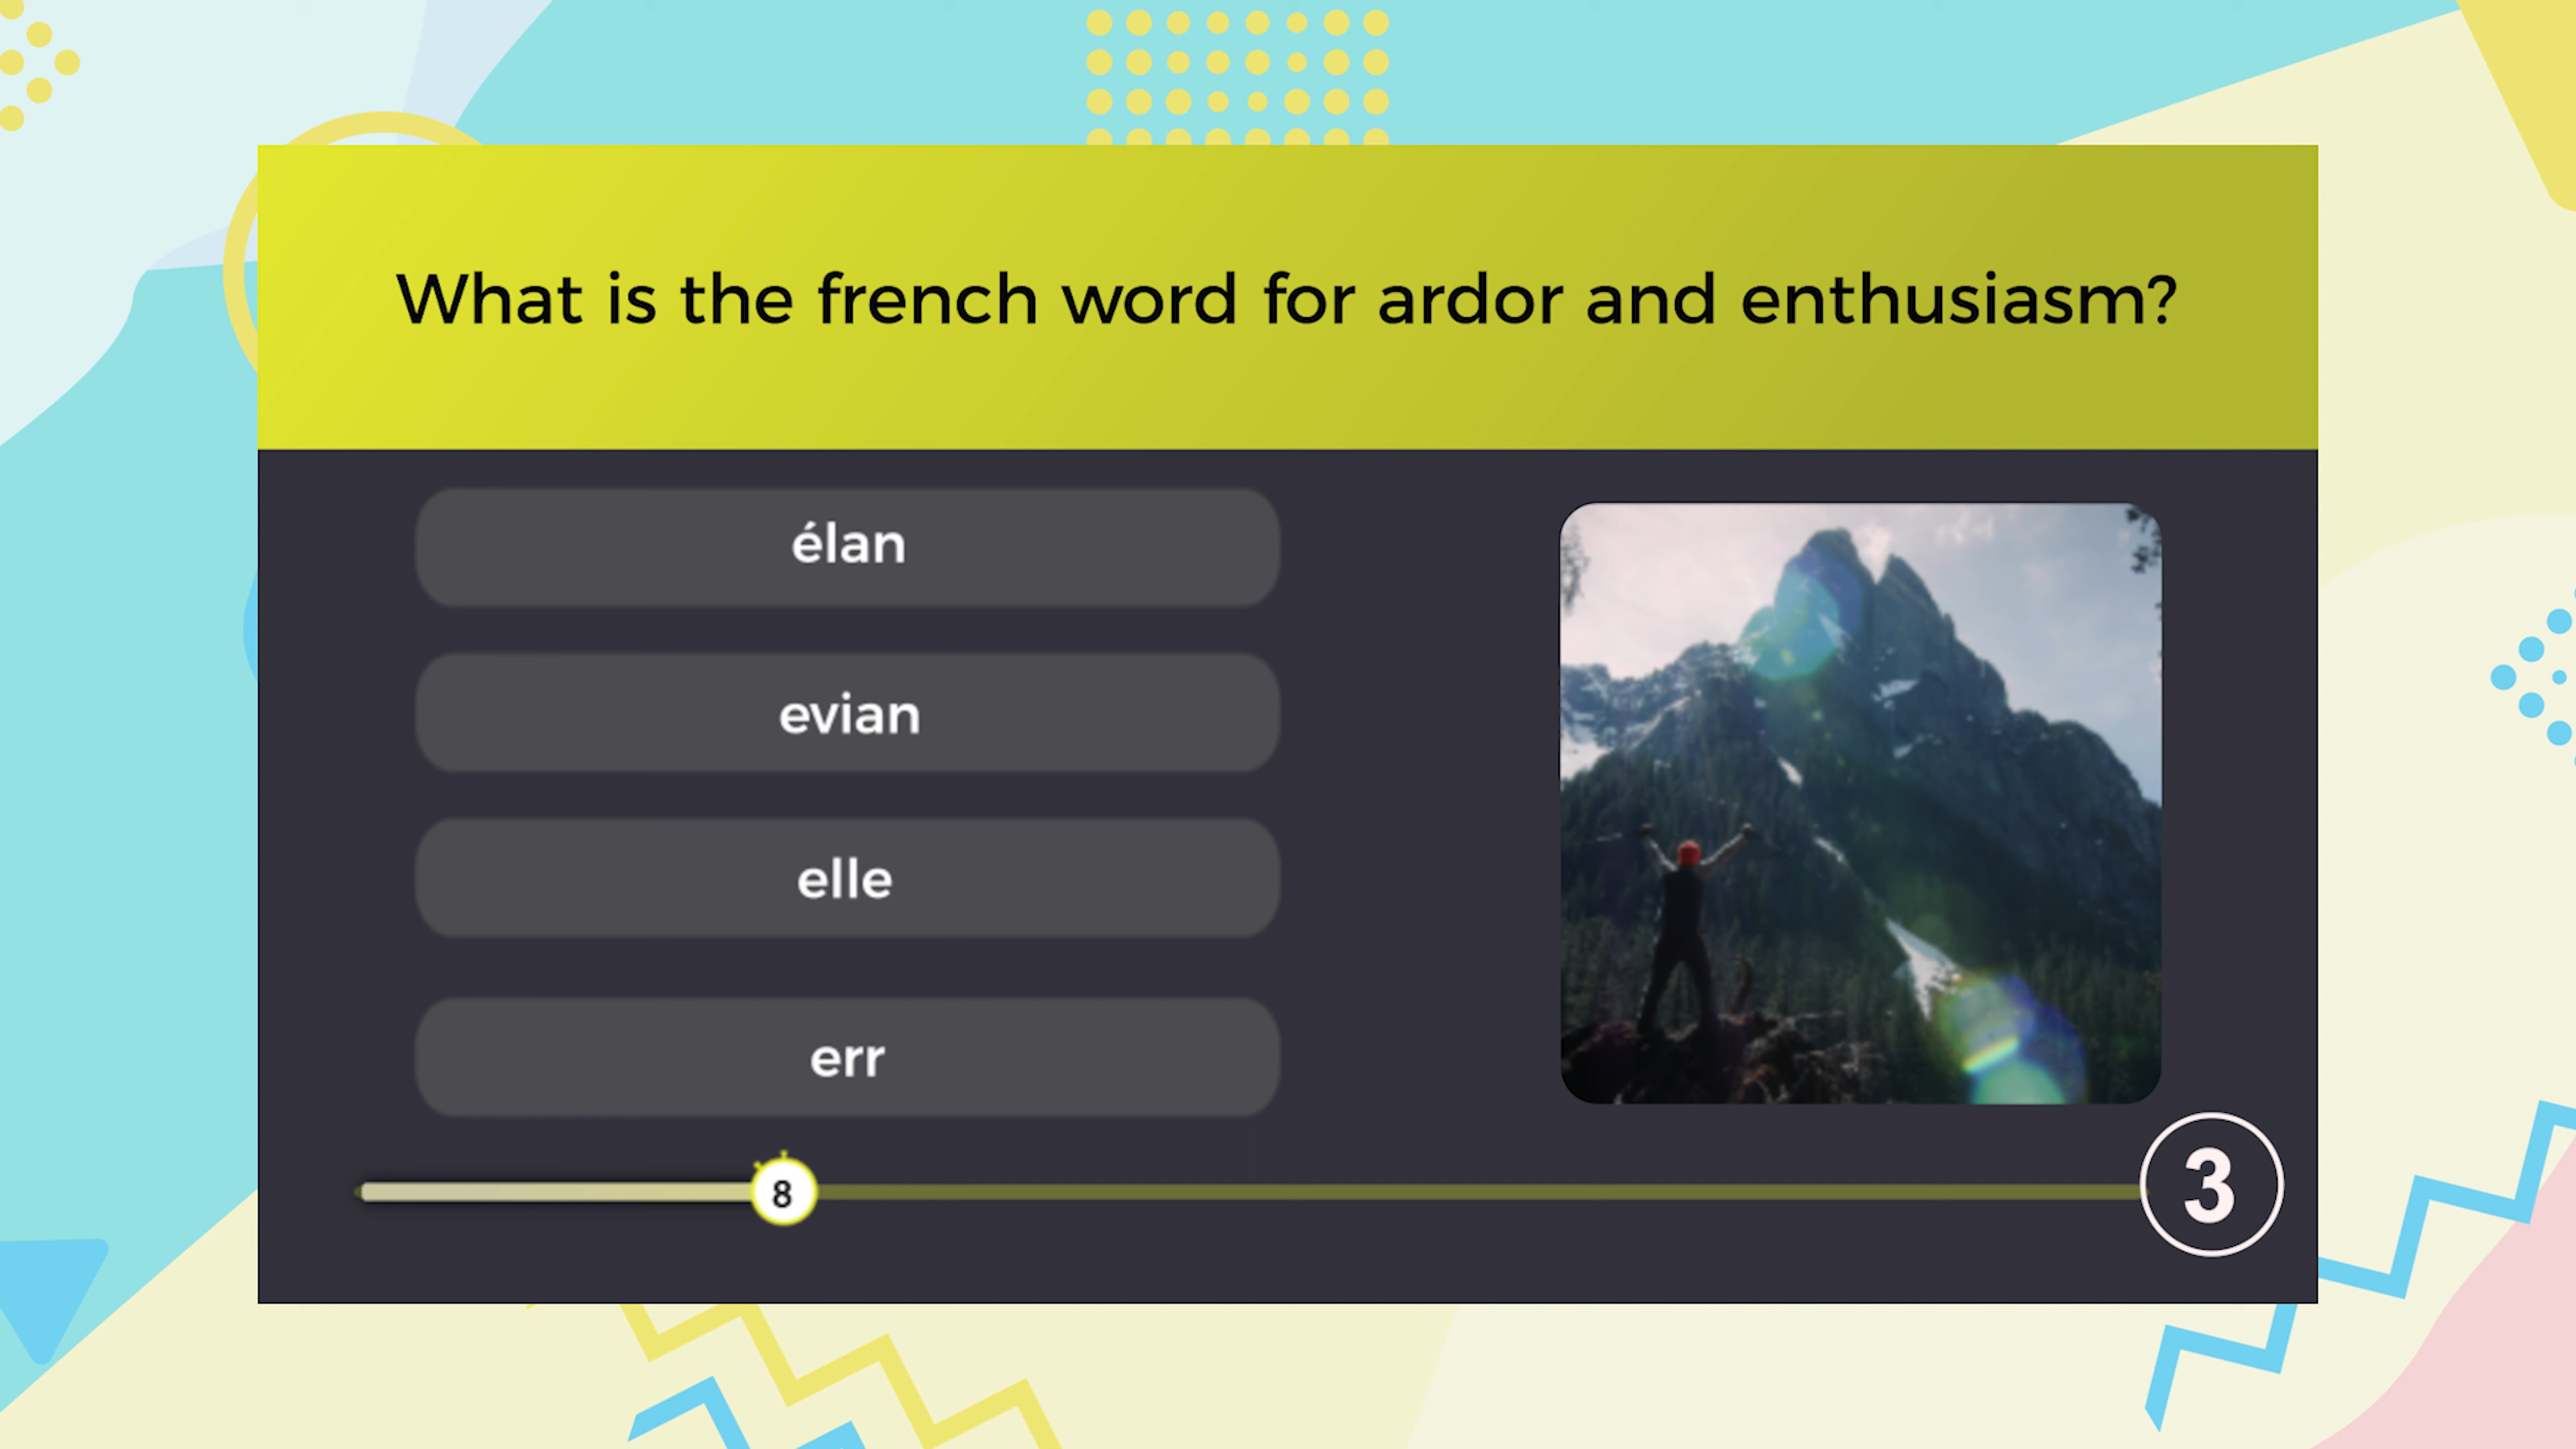 What is the french word for ardor and enthusiasm?
élan
evian
elle
err
8
3